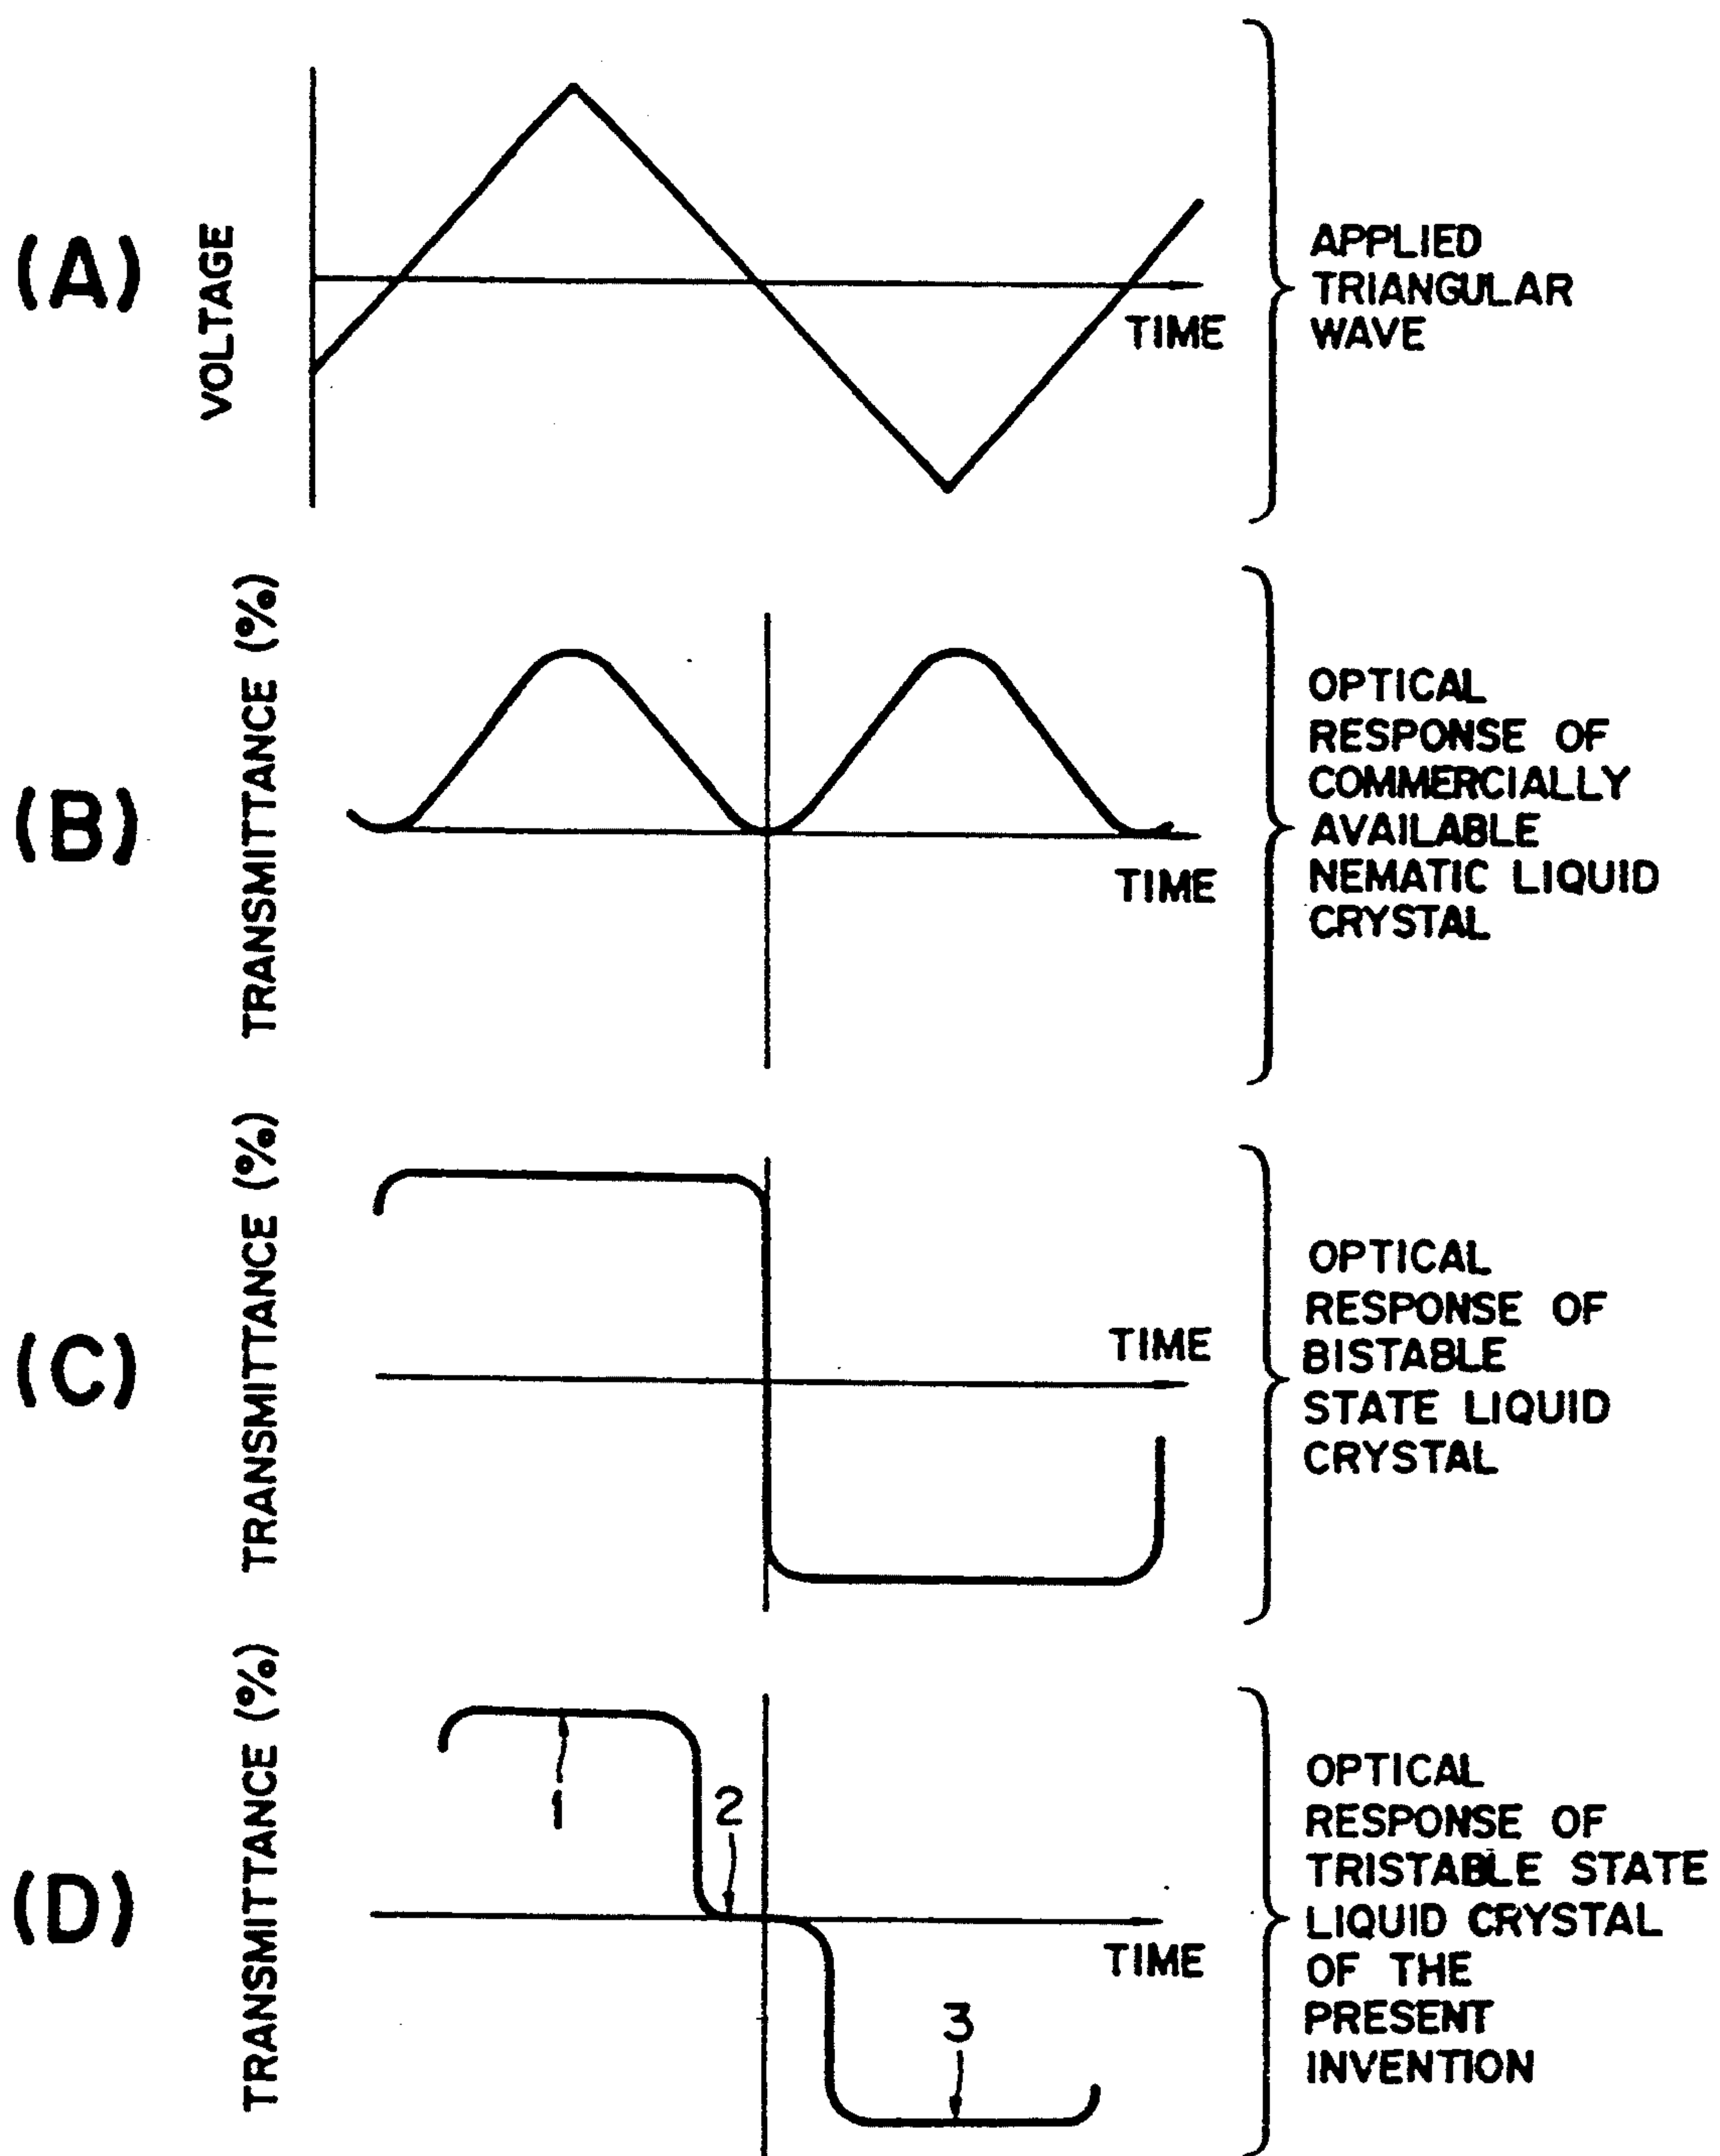 (A)
VOLTAGE
TIME
APPLIED
TRIANGULAR
WAVE
(B)
TRANSMITTANCE (%)
TIME
OPTICAL
RESPONSE OF
COMMERCIALLY
AVAILABLE
NEMATIC LIQUID
CRYSTAL
(C)
TRANSMITTANCE (%)
TIME
OPTICAL
RESPONSE OF
BISTABLE
STATE LIQUID
CRYSTAL
(D)
TRANSMITTANCE (%)
1
2
3
TIME
OPTICAL
RESPONSE OF
TRISTABLE STATE
LIQUID CRYSTAL
OF THE
PRESENT
INVENTION